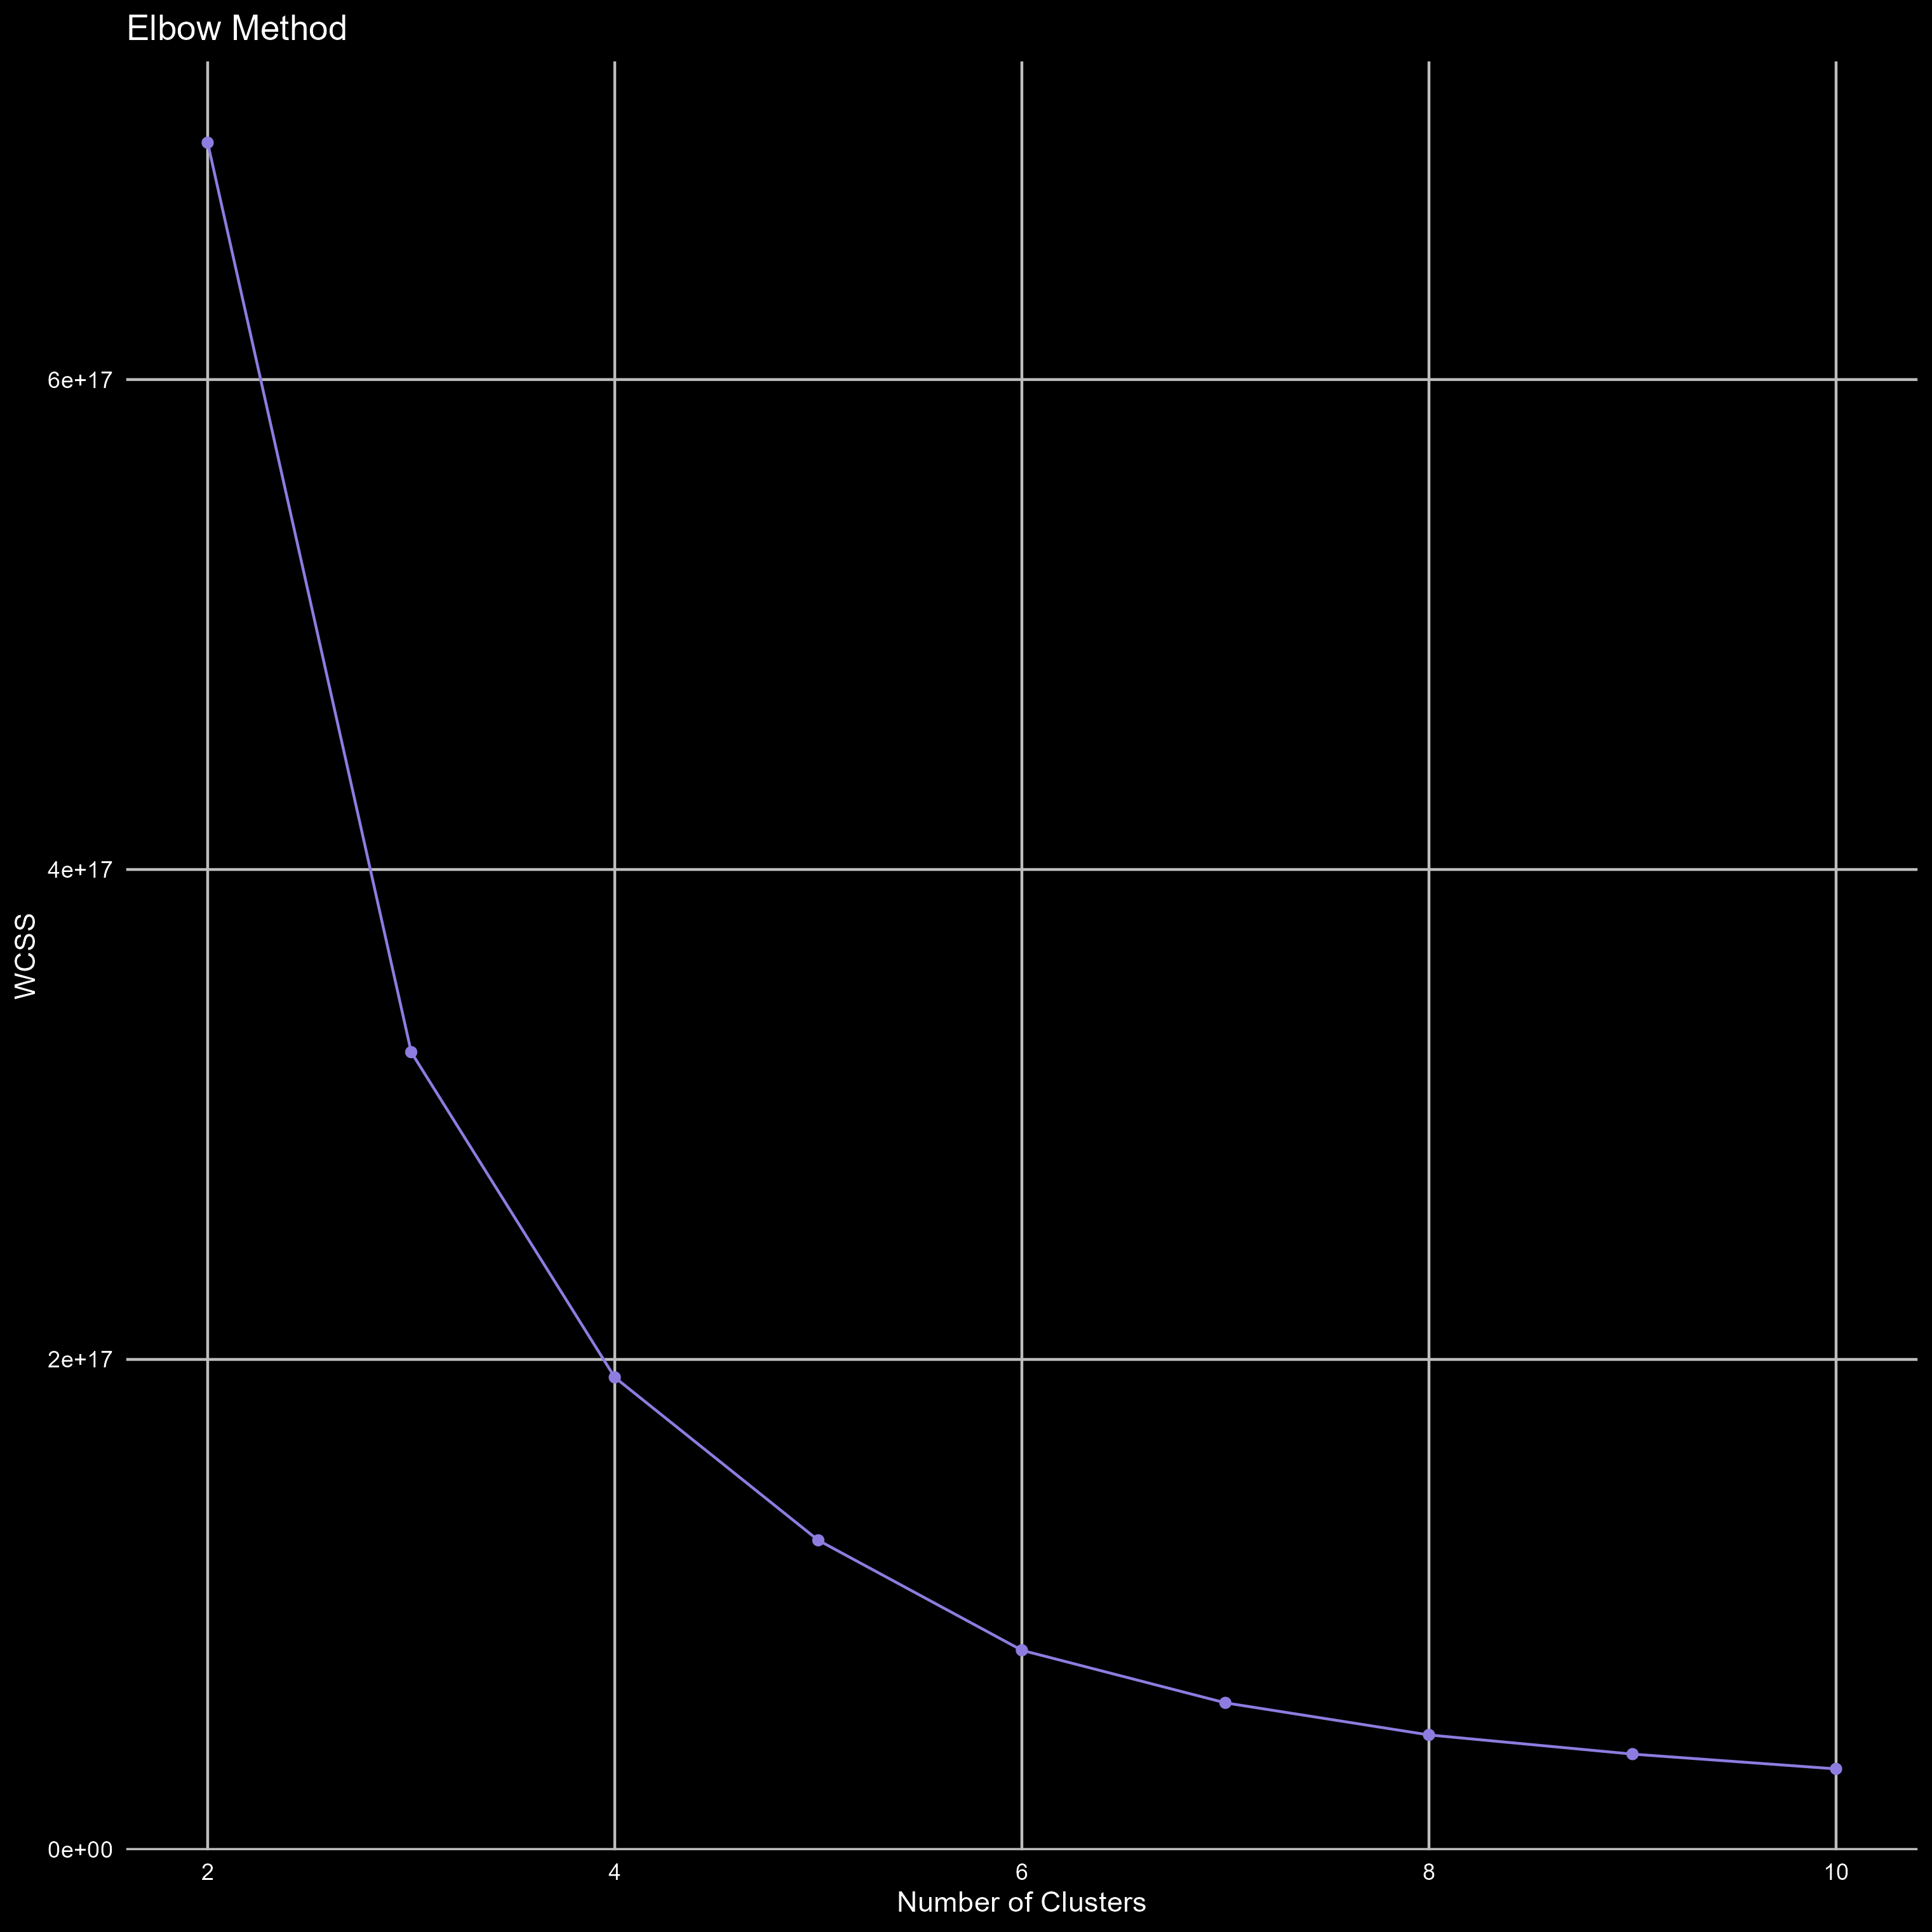 Elbow Method
6e+17
4e+17
2e+17
0e+00
WCSS
2
4
6
8
10
Number of Clusters